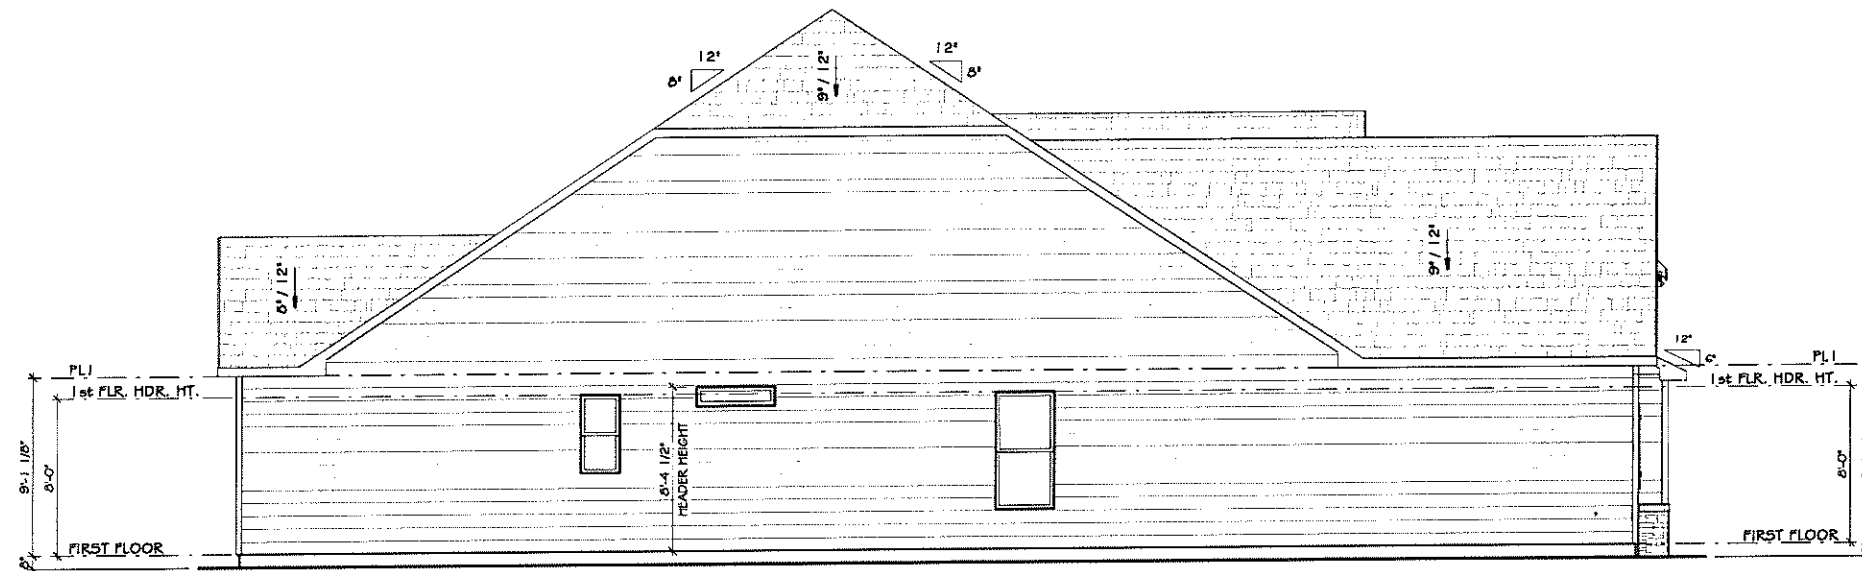 12"
8"
9" / 12"
12"
8"
8" / 12"
9" / 12"
12"
6"
PL1
1st FLR. HDR. HT.
PL1
1st FLR. HDR. HT.
9'-1 1/8"
8'-0"
8'-4 1/2"
HEADER HEIGHT
8'-0"
FIRST FLOOR
FIRST FLOOR
8"